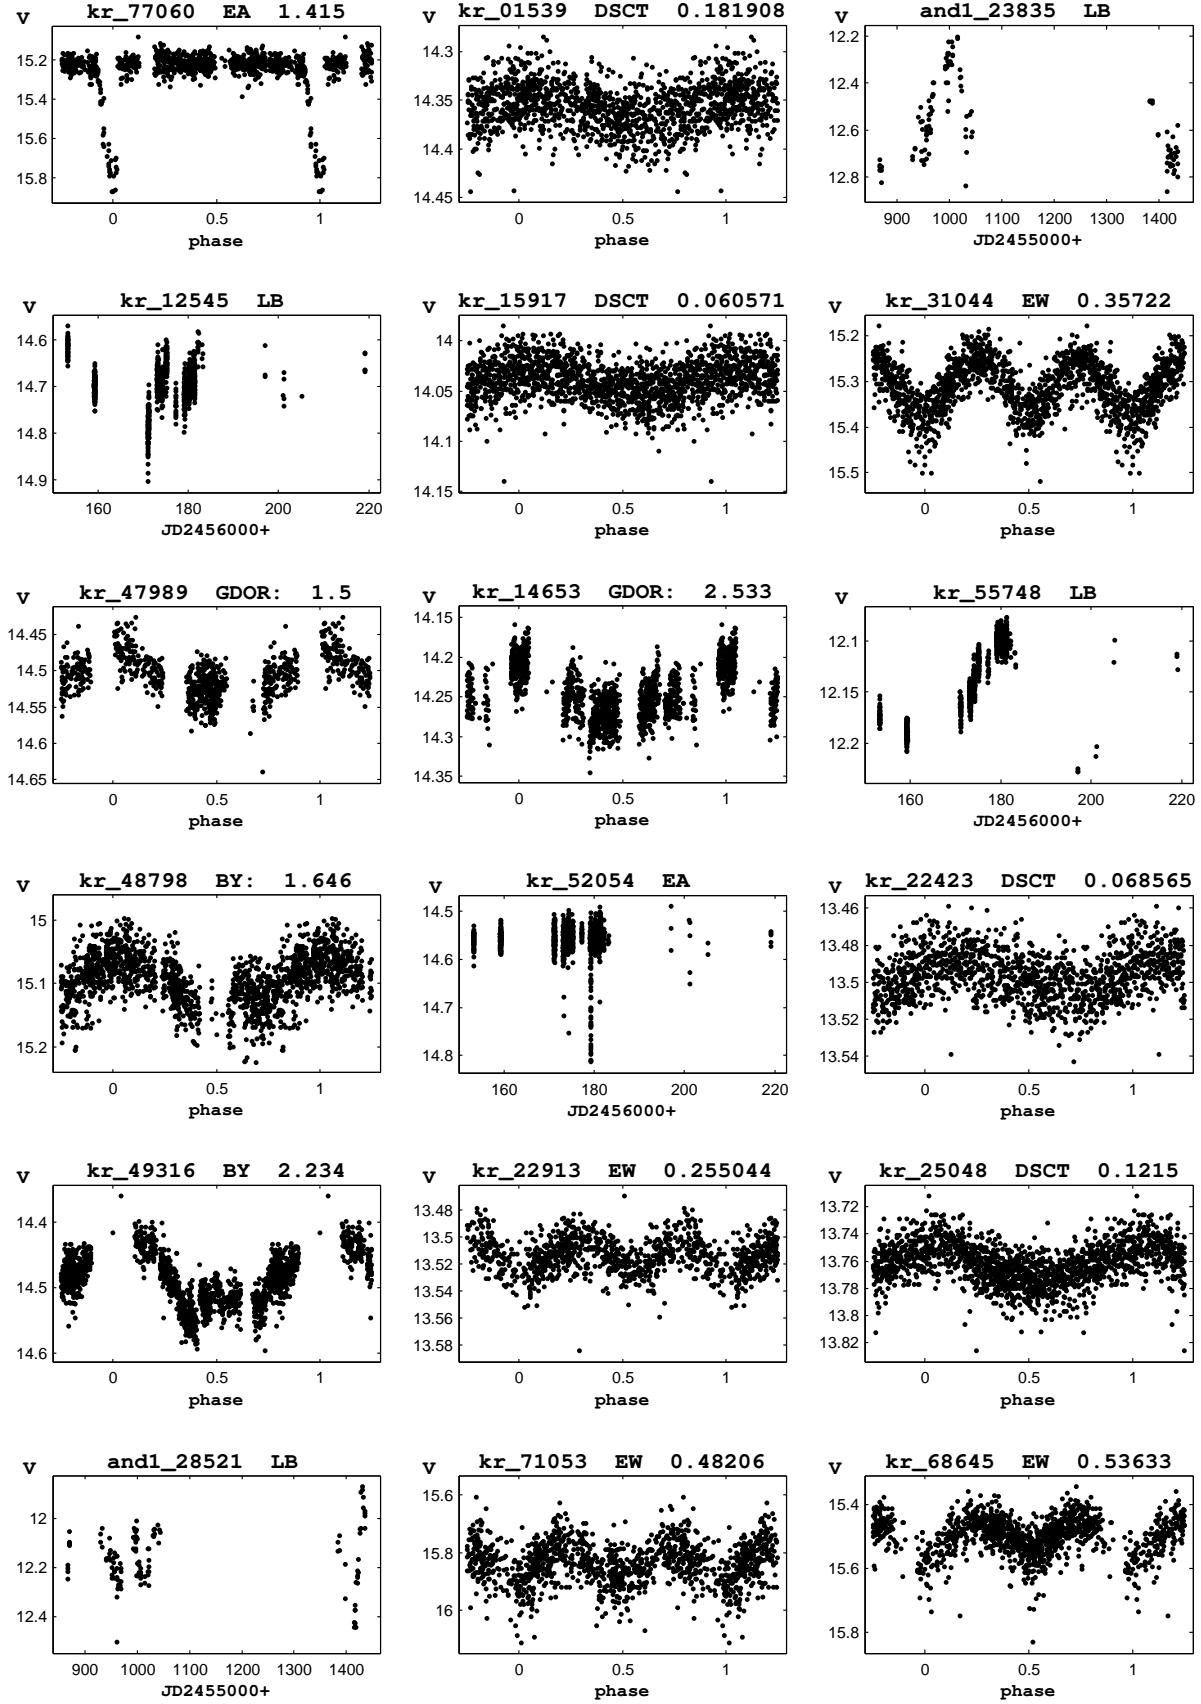 kr_77060 EA 1.415
V
15.2
15.4
15.6
15.8
0 0.5 1
phase
kr_01539 DSCT 0.181908
V
14.3
14.35
14.4
14.45
0 0.5 1
phase
and1_23835 LB
V
12.2
12.4
12.6
12.8
900 1000 1100 1200 1300 1400
JD2455000+
kr_12545 LB
V
14.6
14.7
14.8
14.9
160 180 200 220
JD2456000+
kr_15917 DSCT 0.060571
V
14
14.05
14.1
14.15
0 0.5 1
phase
kr_31044 EW 0.35722
V
15.2
15.3
15.4
15.5
0 0.5 1
phase
kr_47989 GDOR: 1.5
V
14.45
14.5
14.55
14.6
14.65
0 0.5 1
phase
kr_14653 GDOR: 2.533
V
14.15
14.2
14.25
14.3
14.35
0 0.5 1
phase
kr_55748 LB
V
12.1
12.15
12.2
160 180 200 220
JD2456000+
kr_48798 BY: 1.646
V
15
15.1
15.2
0 0.5 1
phase
kr_52054 EA
V
14.5
14.6
14.7
14.8
160 180 200 220
JD2456000+
kr_22423 DSCT 0.068565
V
13.46
13.48
13.5
13.52
13.54
0 0.5 1
phase
kr_49316 BY 2.234
V
14.4
14.5
14.6
0 0.5 1
phase
kr_22913 EW 0.255044
V
13.48
13.5
13.52
13.54
13.56
13.58
0 0.5 1
phase
kr_25048 DSCT 0.1215
V
13.72
13.74
13.76
13.78
13.8
13.82
0 0.5 1
phase
and1_28521 LB
V
12
12.2
12.4
900 1000 1100 1200 1300 1400
JD2455000+
kr_71053 EW 0.48206
V
15.6
15.8
16
0 0.5 1
phase
kr_68645 EW 0.53633
V
15.4
15.6
15.8
0 0.5 1
phase